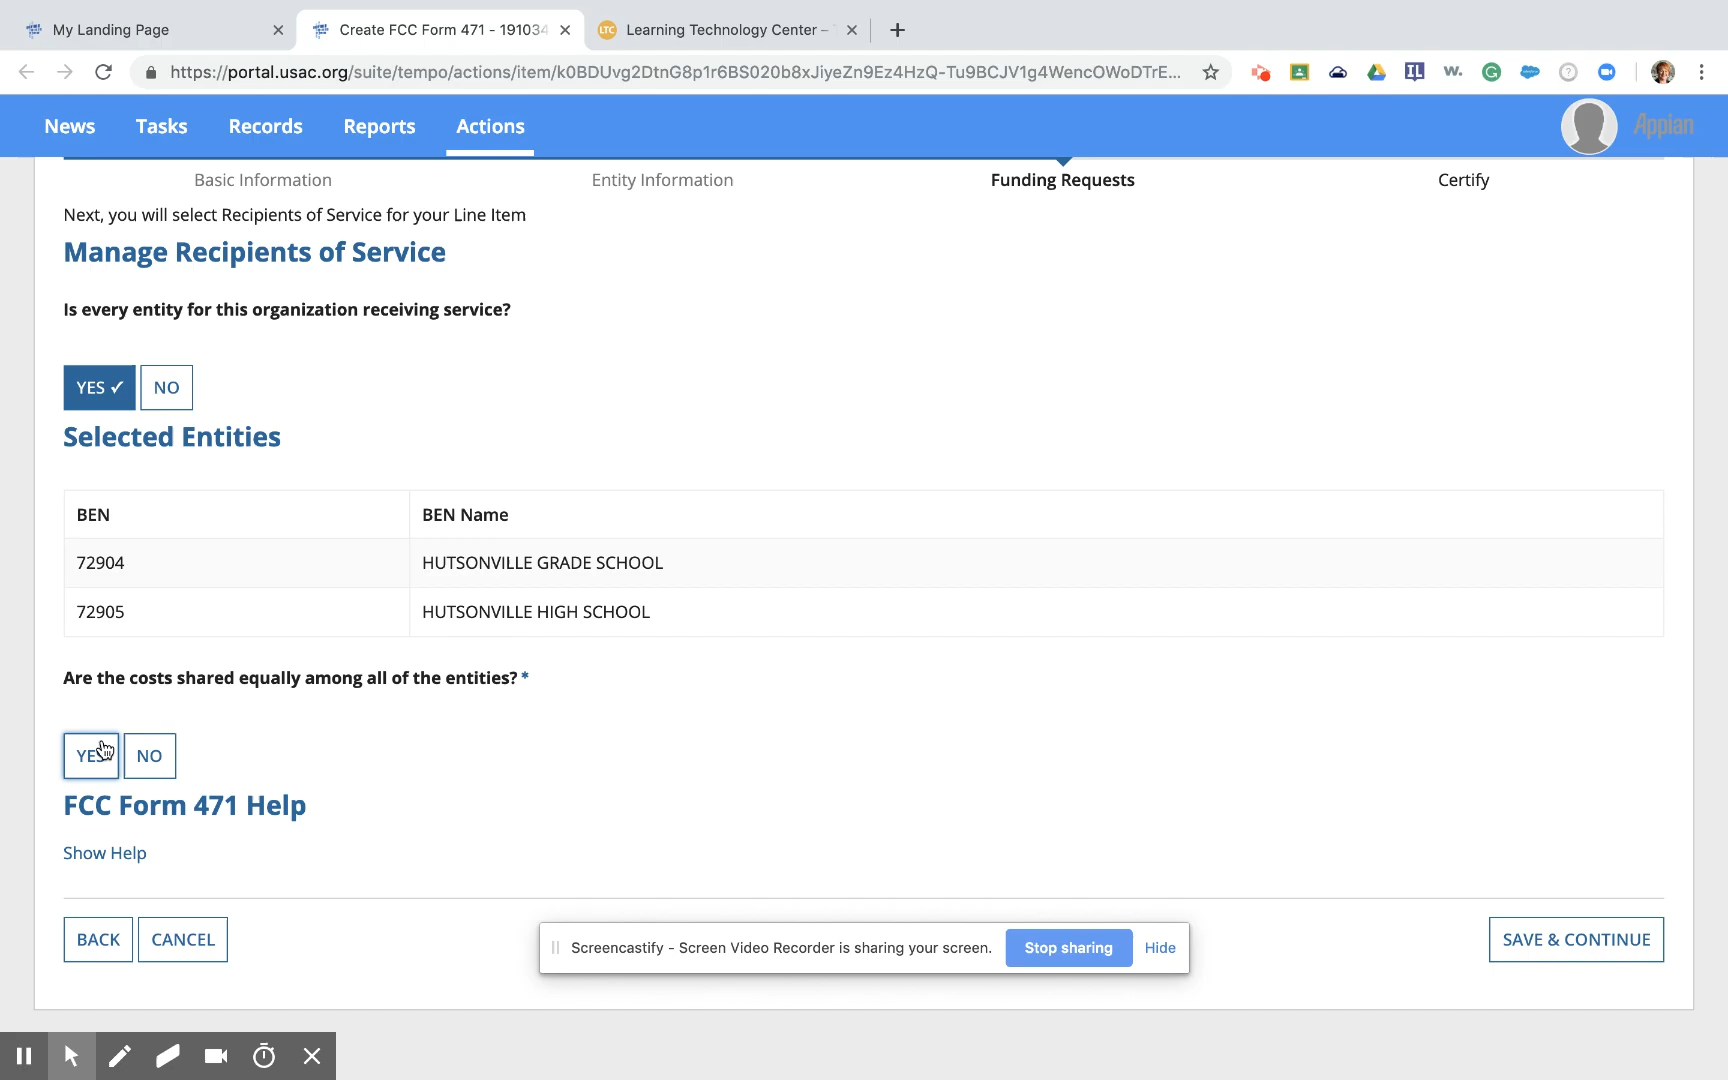 My Landing Page
Create FCC Form 471 - 191034
LTC
Learning Technology Center –
https://portal.usac.org/suite/tempo/actions/item/k0BDUvg2DtnG8p1r6BS020b8xJiyeZn9Ez4HzQ-Tu9BCJV1g4WencOWoDTrE...
IL
w.
G
News
Tasks
Records
Reports
Actions
Appian
Basic Information
Entity Information
Funding Requests
Certify
Next, you will select Recipients of Service for your Line Item
Manage Recipients of Service
Is every entity for this organization receiving service?
YES ✓
NO
Selected Entities
BEN
BEN Name
72904
HUTSONVILLE GRADE SCHOOL
72905
HUTSONVILLE HIGH SCHOOL
Are the costs shared equally among all of the entities? *
YES
NO
FCC Form 471 Help
Show Help
BACK
CANCEL
Screencastify - Screen Video Recorder is sharing your screen.
Stop sharing
Hide
SAVE & CONTINUE